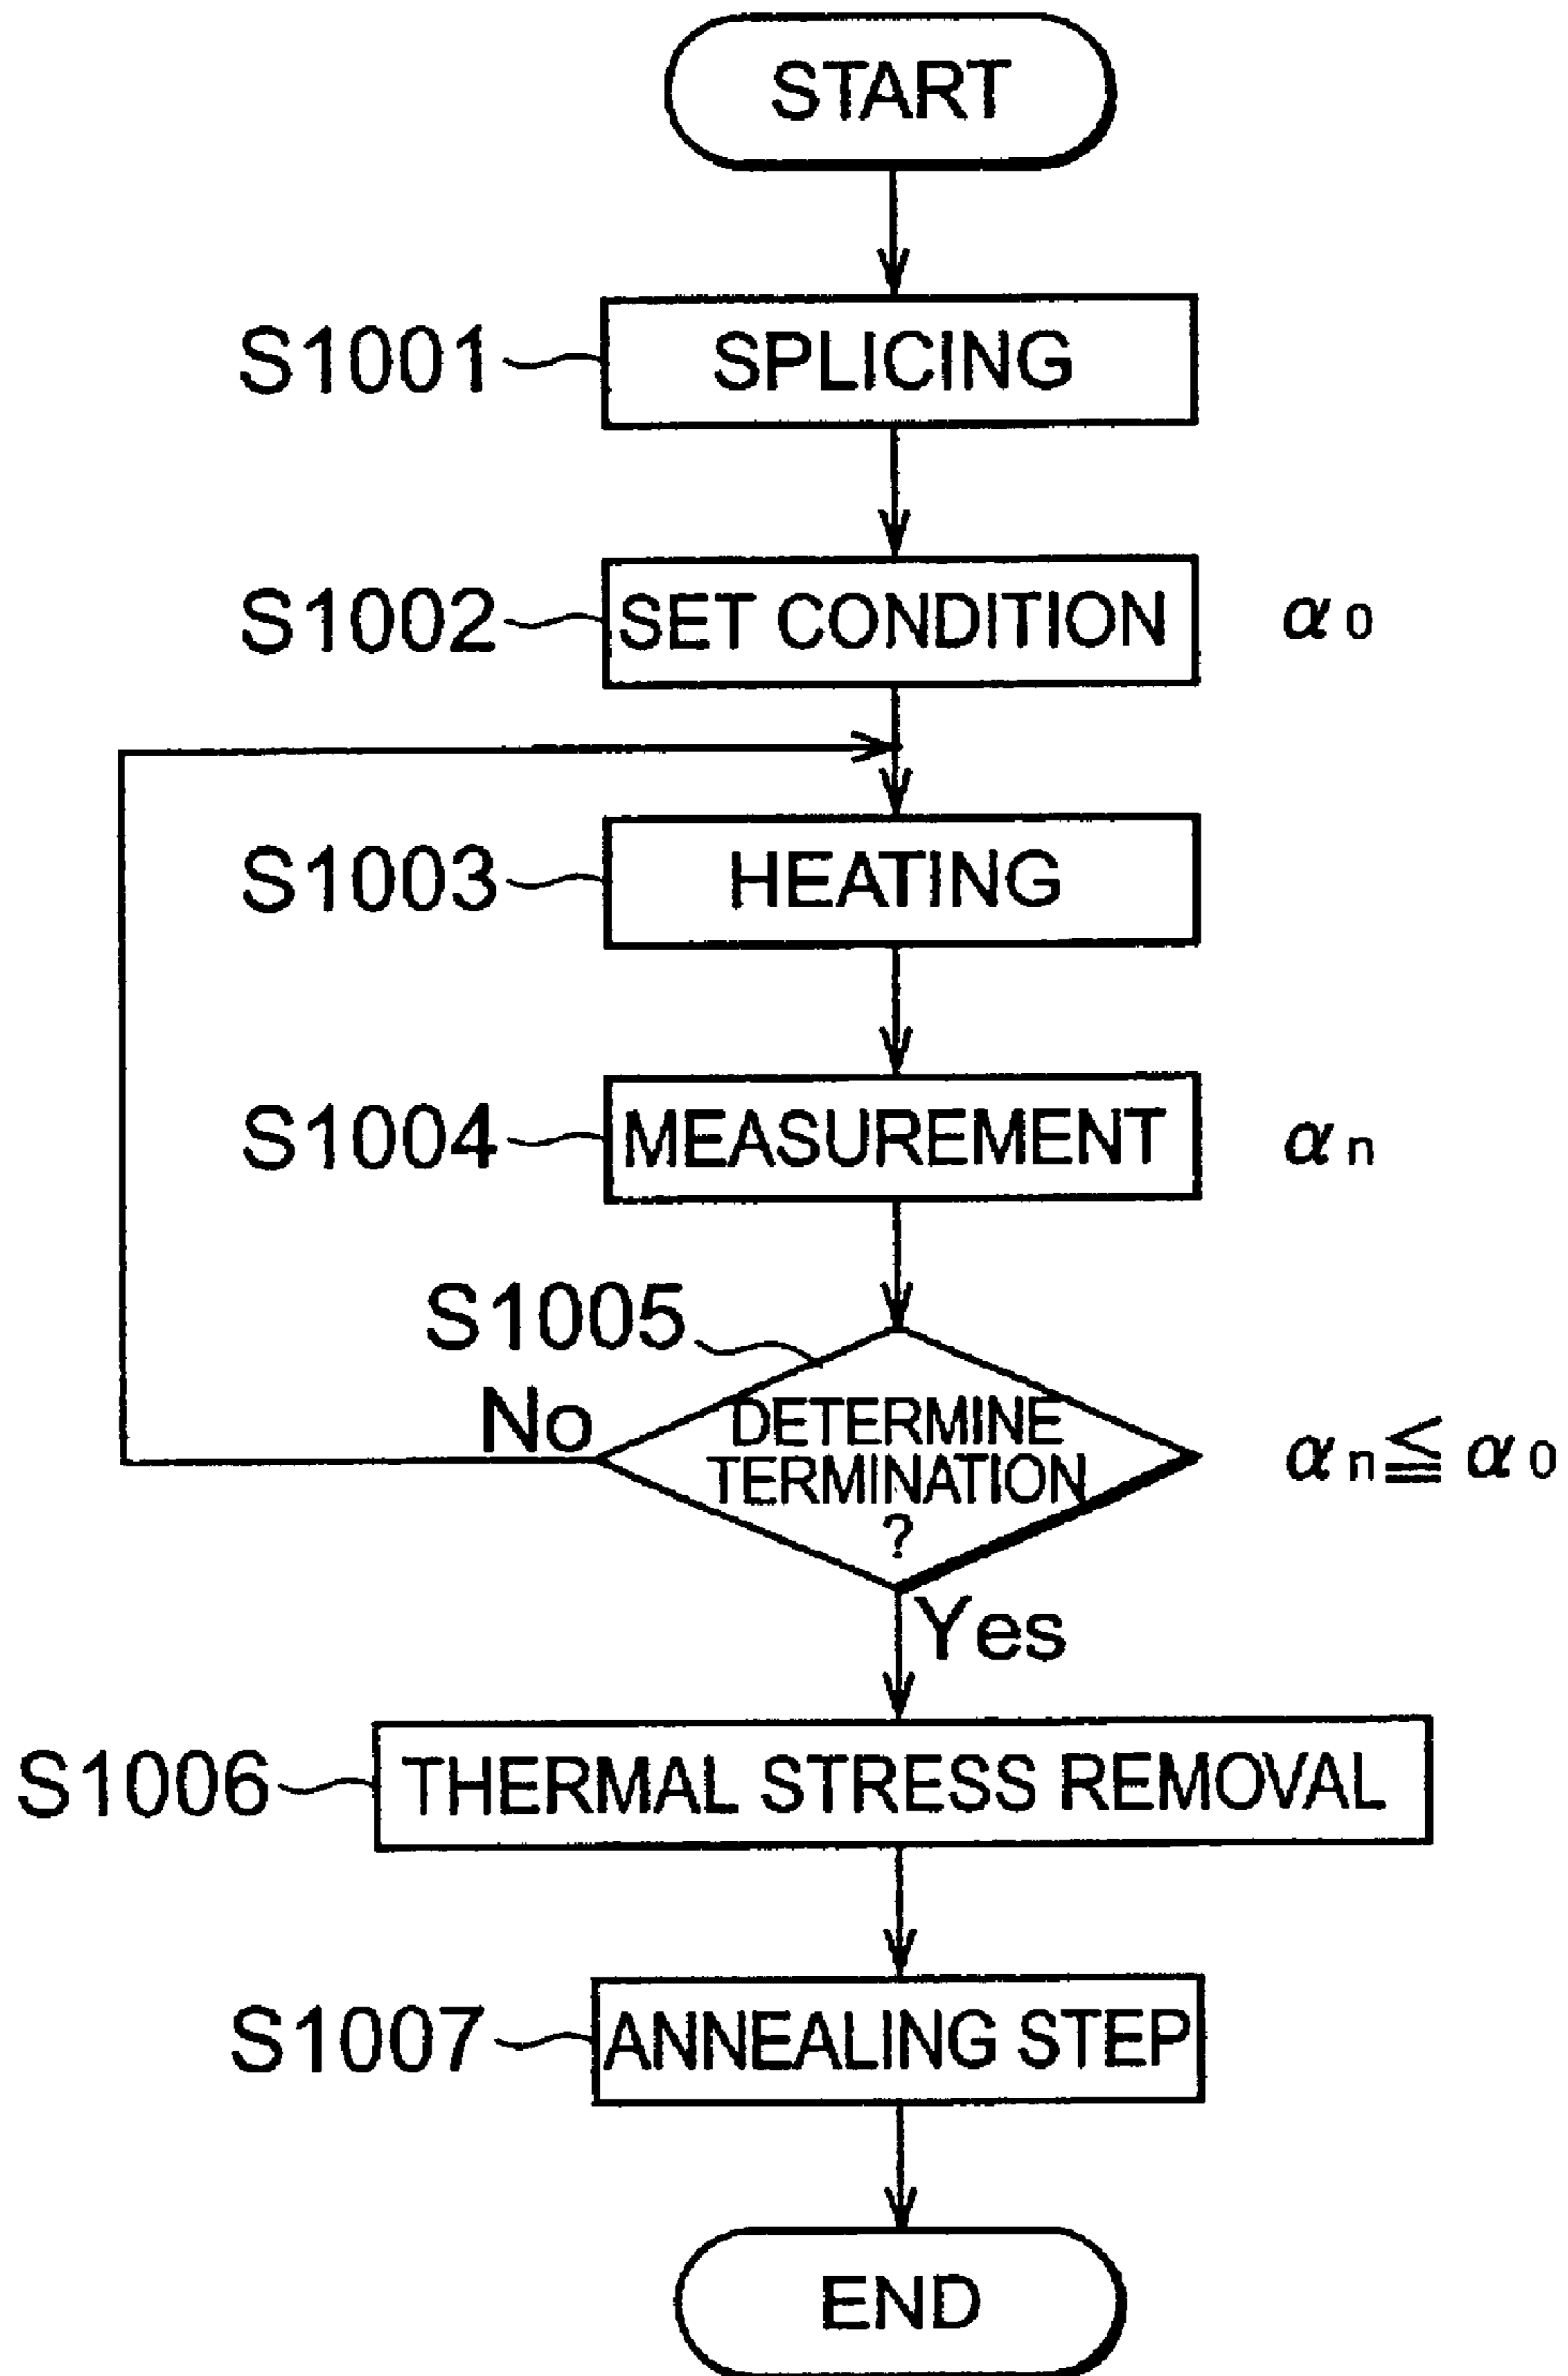 START
S1001 SPLICING
S1002 SET CONDITION α0
S1003 HEATING
S1004 MEASUREMENT αn
S1005
No
DETERMINE
TERMINATION
?
αn≦α0
Yes
S1006 THERMAL STRESS REMOVAL
S1007 ANNEALING STEP
END